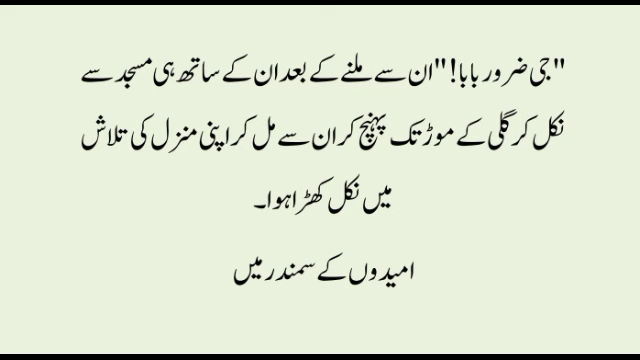 "جی ضرور بابا!" ان سے ملنے کے بعد ان کے ساتھ ہی مسجد سے
نکل کر گلی کے موڑ تک پہنچ کر ان سے مل کر اپنی منزل کی تلاش
میں نکل کھڑا ہوا۔
امیدوں کے سمندر میں